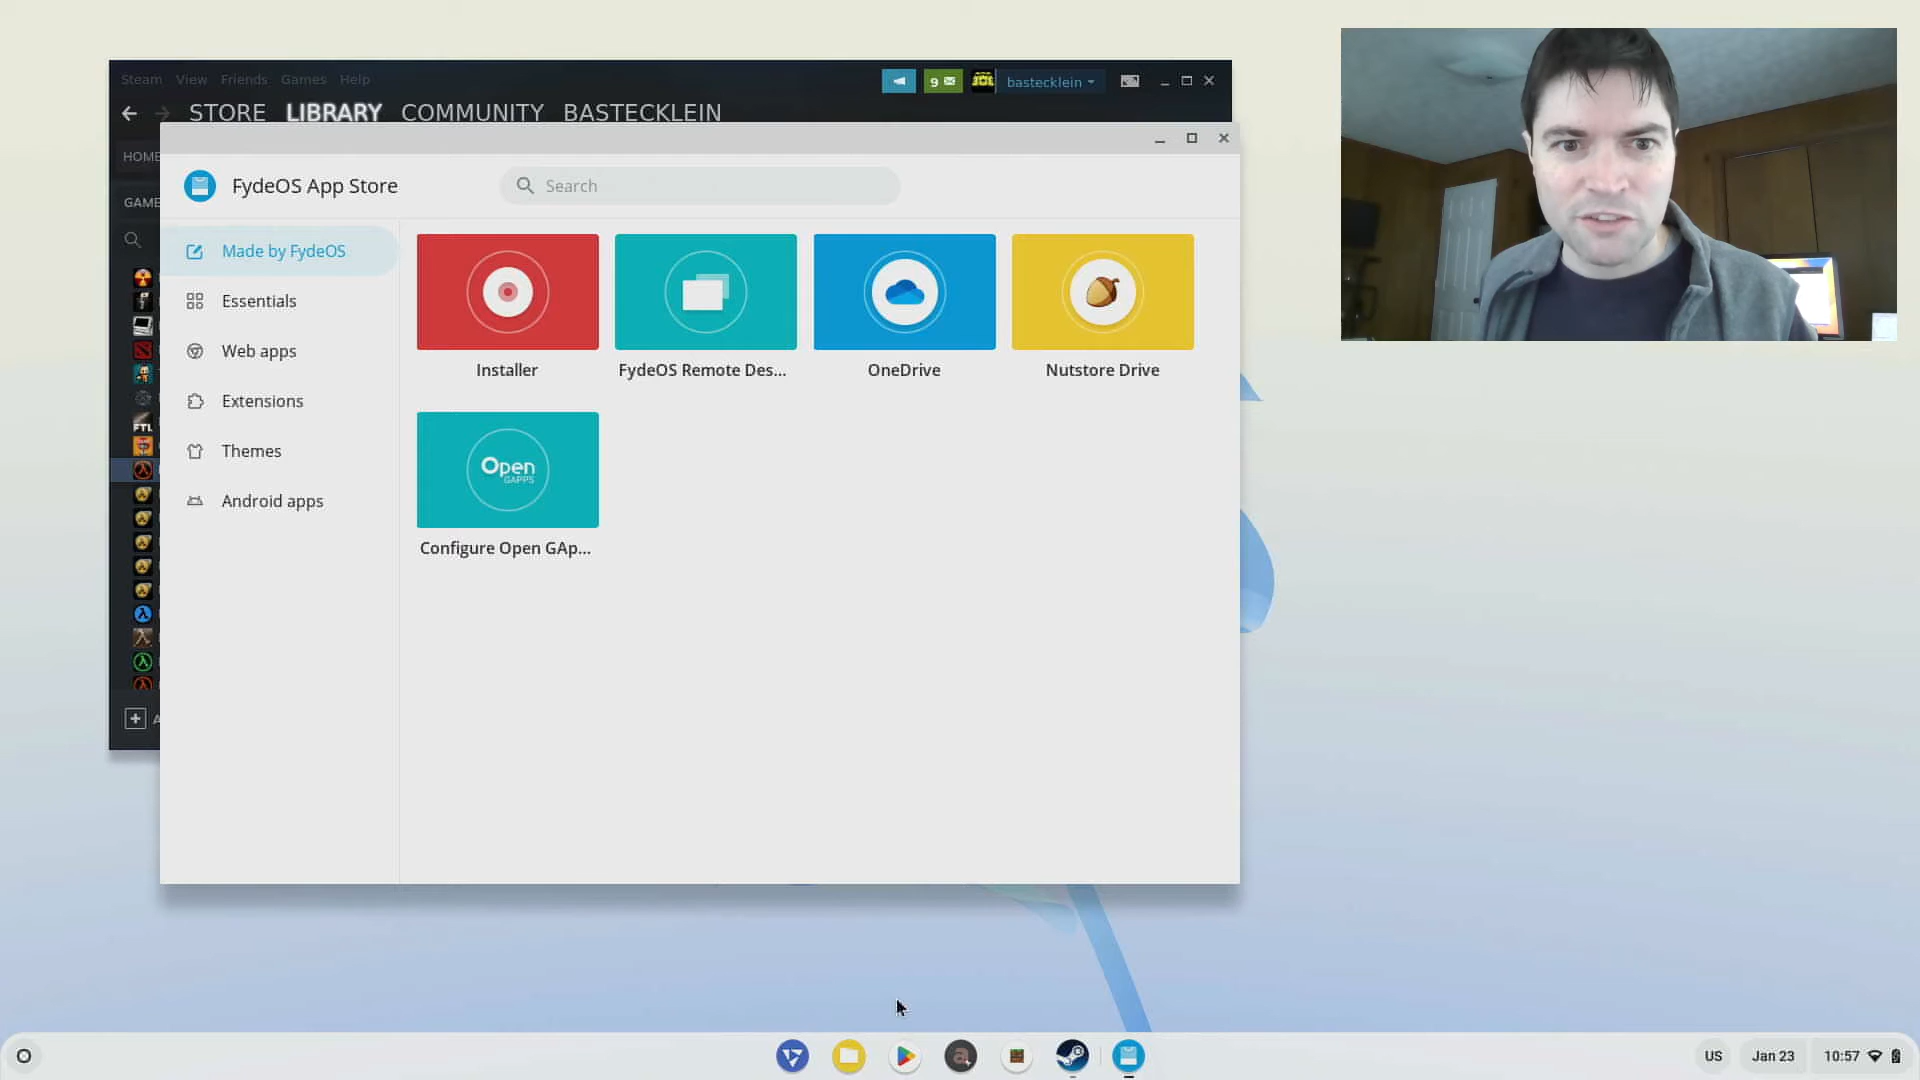 Steam View Friends Games Help
9
bastecklein
STORE LIBRARY COMMUNITY BASTECKLEIN
HOME
GAME
FydeOS App Store
Search
Made by FydeOS
Essentials
Web apps
Extensions
Themes
Android apps
Installer
FydeOS Remote Des...
OneDrive
Nutstore Drive
Open
GAPPS
Configure Open GAp...
FTL
A
US
Jan 23
10:57